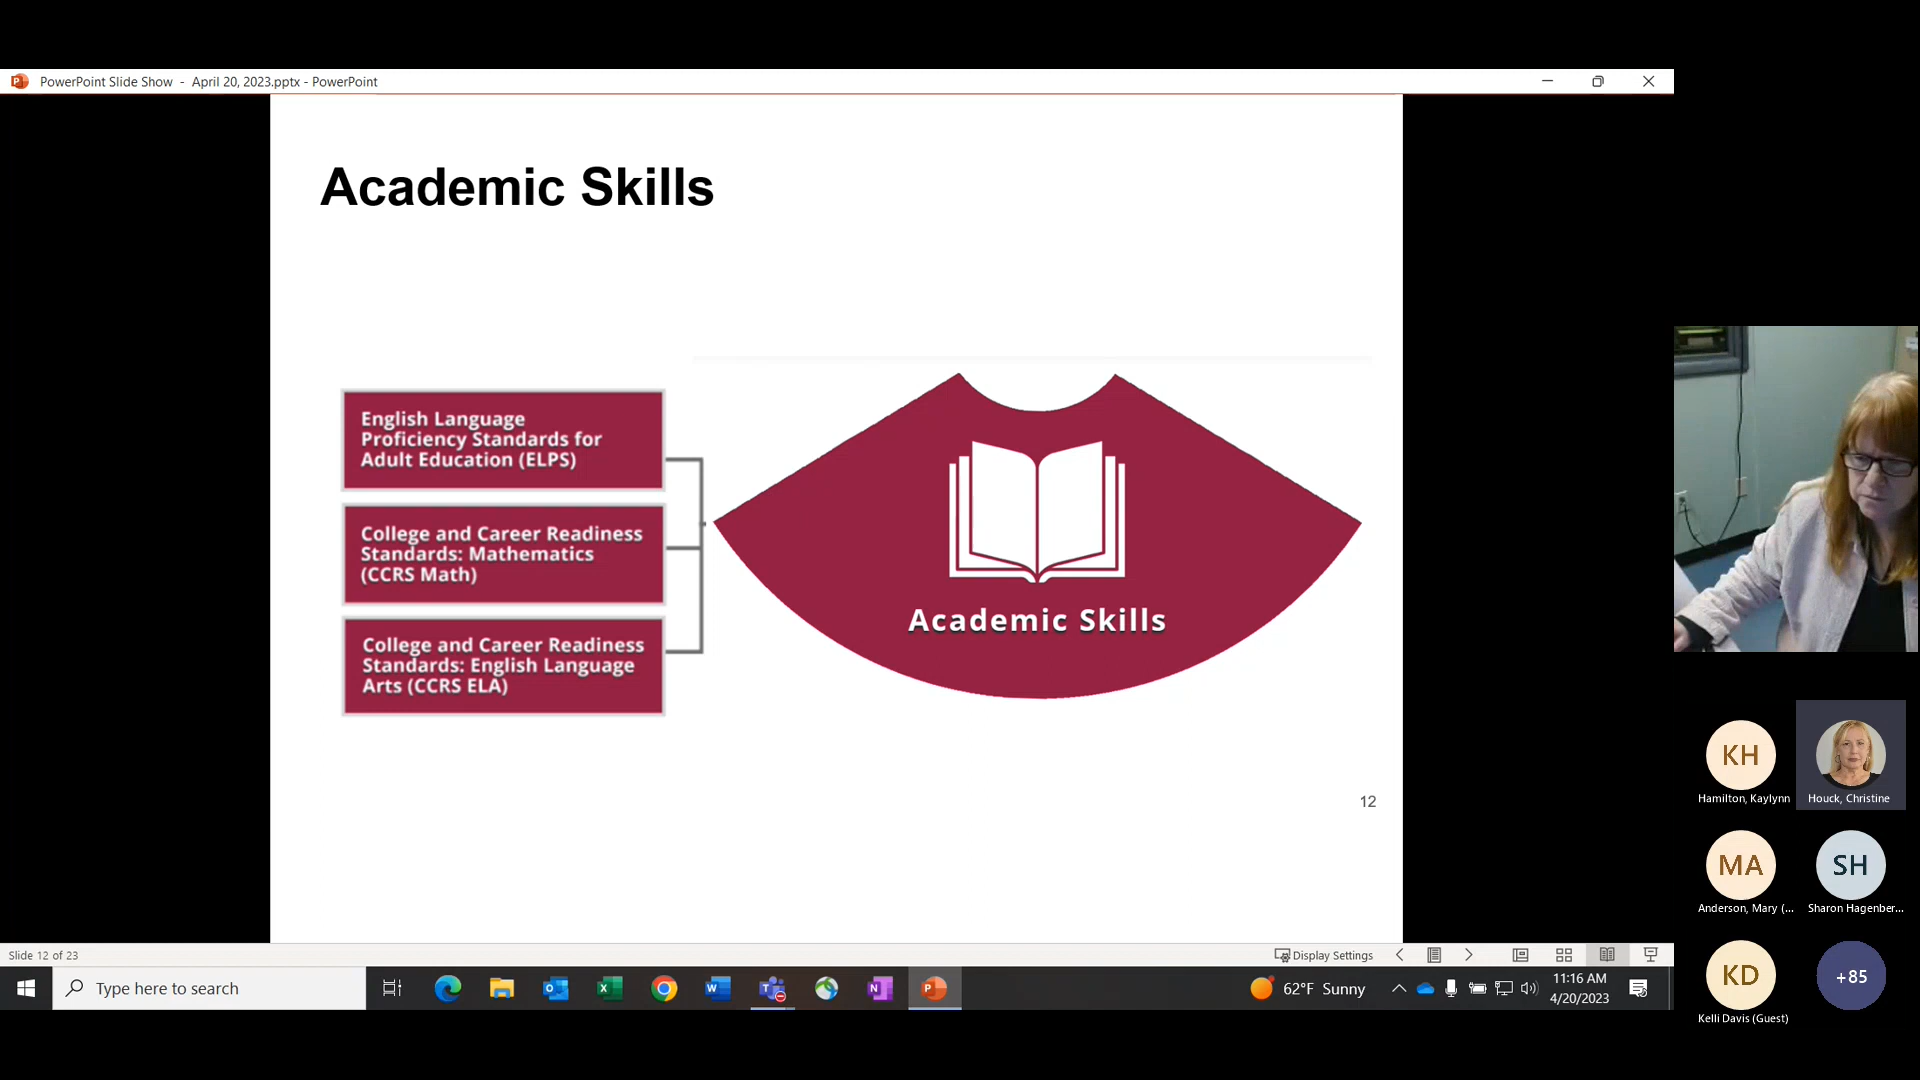 PowerPoint Slide Show - April 20, 2023.pptx - PowerPoint
Academic Skills
English Language
Proficiency Standards for
Adult Education (ELPS)
College and Career Readiness
Standards: Mathematics
(CCRS Math)
College and Career Readiness
Standards: English Language
Arts (CCRS ELA)
Academic Skills
12
KH
Hamilton, Kaylynn
Houck, Christine
MA
Anderson, Mary (...
SH
Sharon Hagenber...
KD
Kelli Davis (Guest)
+85
Slide 12 of 23
Display Settings
Type here to search
62°F Sunny
11:16 AM
4/20/2023